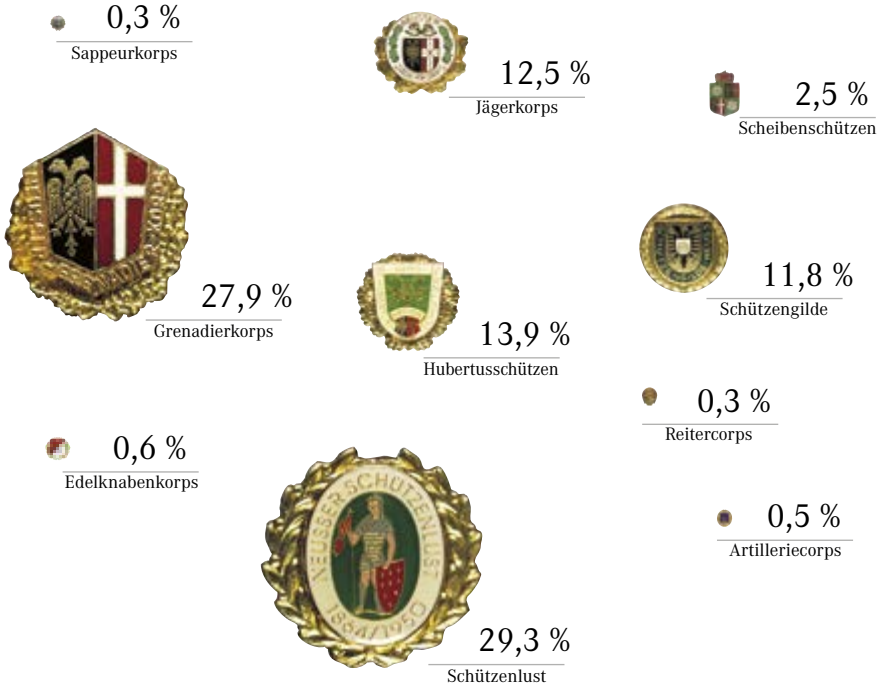 0,3 %
Sappeurkorps
12,5 %
Jägerkorps
2,5 %
Scheibenschützen
27,9 %
Grenadierkorps
13,9 %
Hubertusschützen
11,8 %
Schützengilde
0,3 %
Reitercorps
0,6 %
Edelknabenkorps
0,5 %
Artilleriecorps
NEUSSER SCHÜTZENLUST
1864/1950
29,3 %
Schützenlust